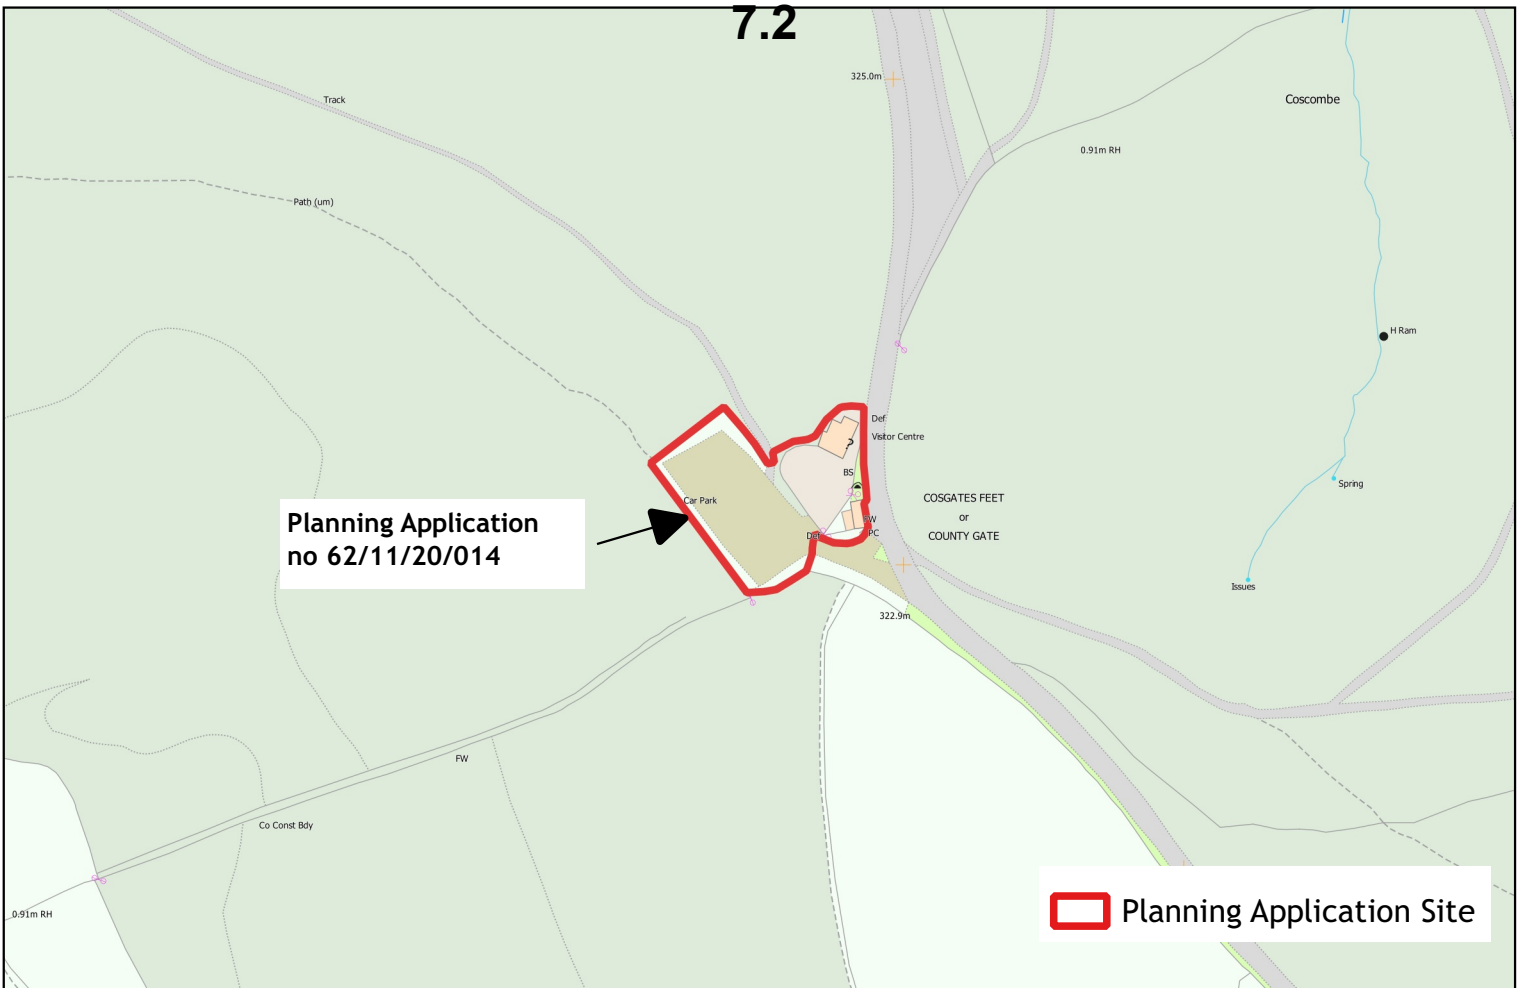 7.2
325.0m
Track
Coscombe
0.91m RH
Path (um)
H Ram
Def
Visitor Centre
BS
Spring
Car Park
COSGATES FEET
or
COUNTY GATE
Planning Application
no 62/11/20/014
PC
Issues
322.9m
FW
Co Const Bdy
0.91m RH
Planning Application Site